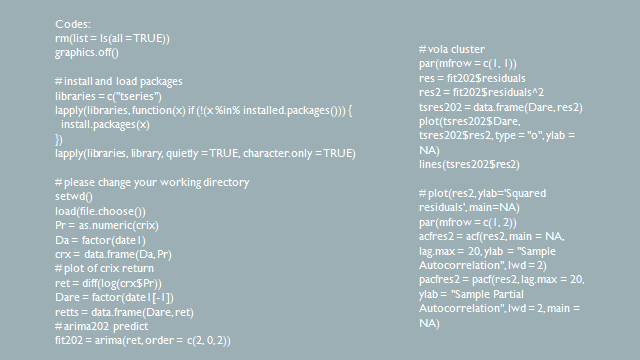 Codes:
rm(list = ls(all = TRUE))
graphics.off()
# install and load packages
libraries = c("tseries")
lapply(libraries, function(x) if (!(x %in% installed.packages())) {
install.packages(x)
})
lapply(libraries, library, quietly = TRUE, character.only = TRUE)
# please change your working directory
setwd()
load(file.choose())
Pr = as.numeric(crix)
Da = factor(date1)
crx = data.frame(Da, Pr)
# plot of crix return
ret = diff(log(crx$Pr))
Dare = factor(date1[-1])
retts = data.frame(Dare, ret)
# arima202 predict
fit202 = arima(ret, order = c(2, 0, 2))
# vola cluster
par(mfrow = c(1, 1))
res = fit202$residuals
res2 = fit202$residuals^2
tsres202 = data.frame(Dare, res2)
plot(tsres202$Dare,
tsres202$res2, type = "o", ylab =
NA)
lines(tsres202$res2)
# plot(res2, ylab='Squared
residuals', main=NA)
par(mfrow = c(1, 2))
acfres2 = acf(res2, main = NA,
lag.max = 20, ylab = "Sample
Autocorrelation", lwd = 2)
pacfres2 = pacf(res2, lag.max = 20,
ylab = "Sample Partial
Autocorrelation", lwd = 2, main =
NA)